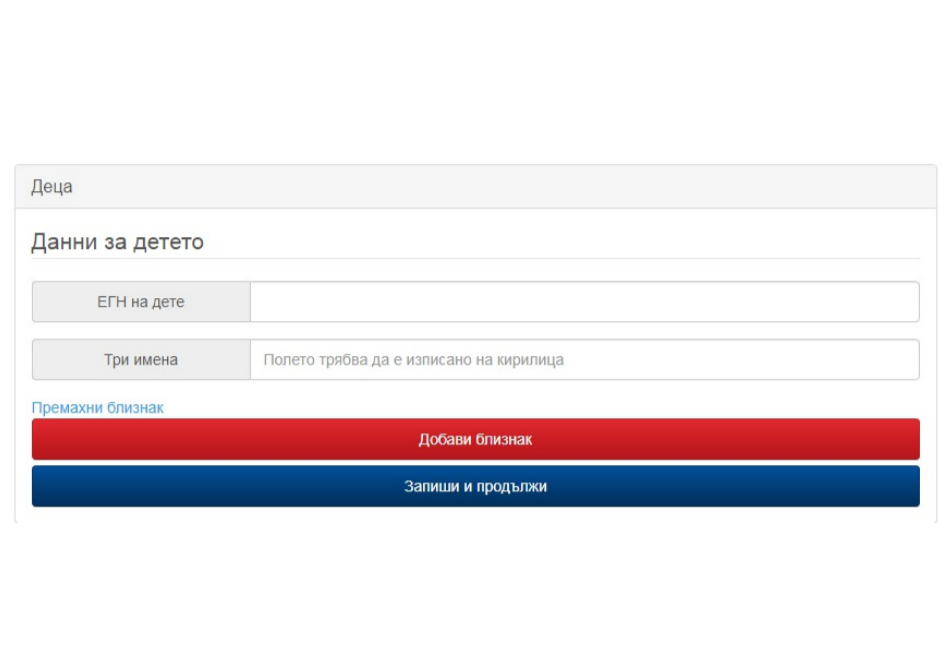 Деца
Данни за детето
ЕГН на дете
Три имена
Полето трябва да е изписано на кирилица
Премахни близнак
Добави близнак
Запиши и продължи